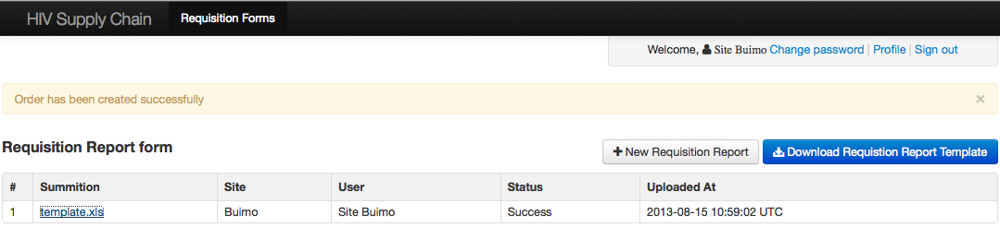 HIV Supply Chain Requisition Forms
Welcome, Site Buimo Change password | Profile | Sign out
Order has been created successfully ×
Requisition Report form New Requisition Report Download Requistion Report Template
# Summition Site User Status Uploaded At
1 template.xls Buimo Site Buimo Success 2013-08-15 10:59:02 UTC